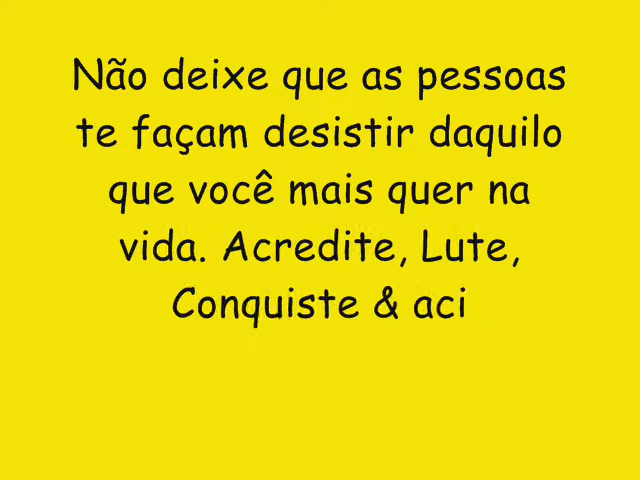 Não deixe que as pessoas
te façam desistir daquilo
que você mais quer na
vida. Acredite, Lute,
Conquiste & aci